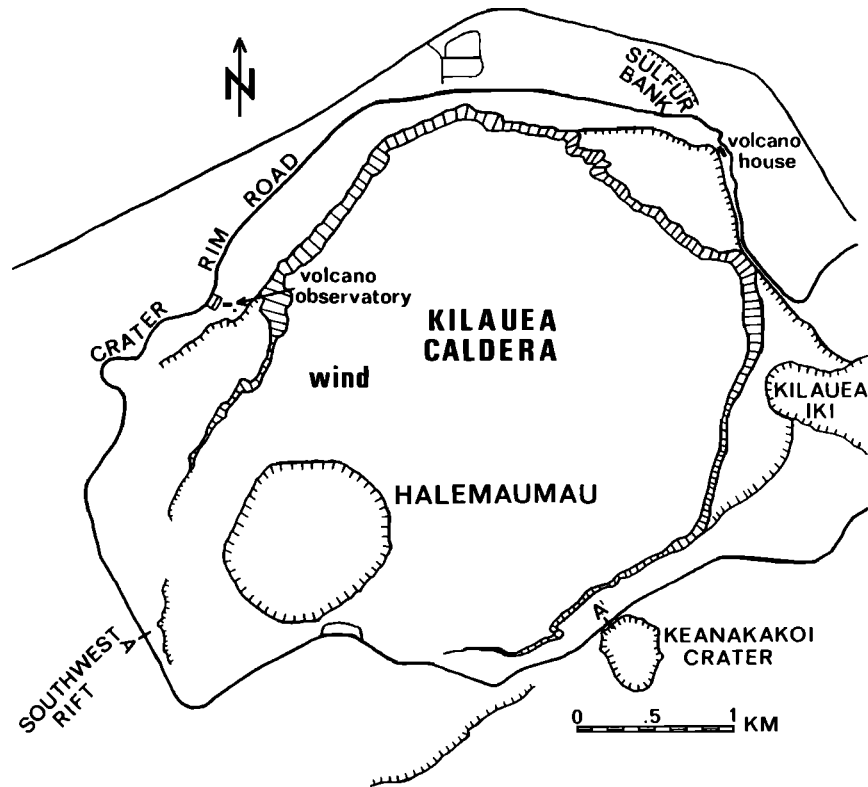 N
SULFUR
BANK
volcano
house
CRATER RIM ROAD
volcano
observatory
KILAUEA
CALDERA
wind
KILAUEA
IKI
HALEMAUMAU
A
A'
SOUTHWEST
RIFT
KEANAKAKOI
CRATER
0 .5 1 KM